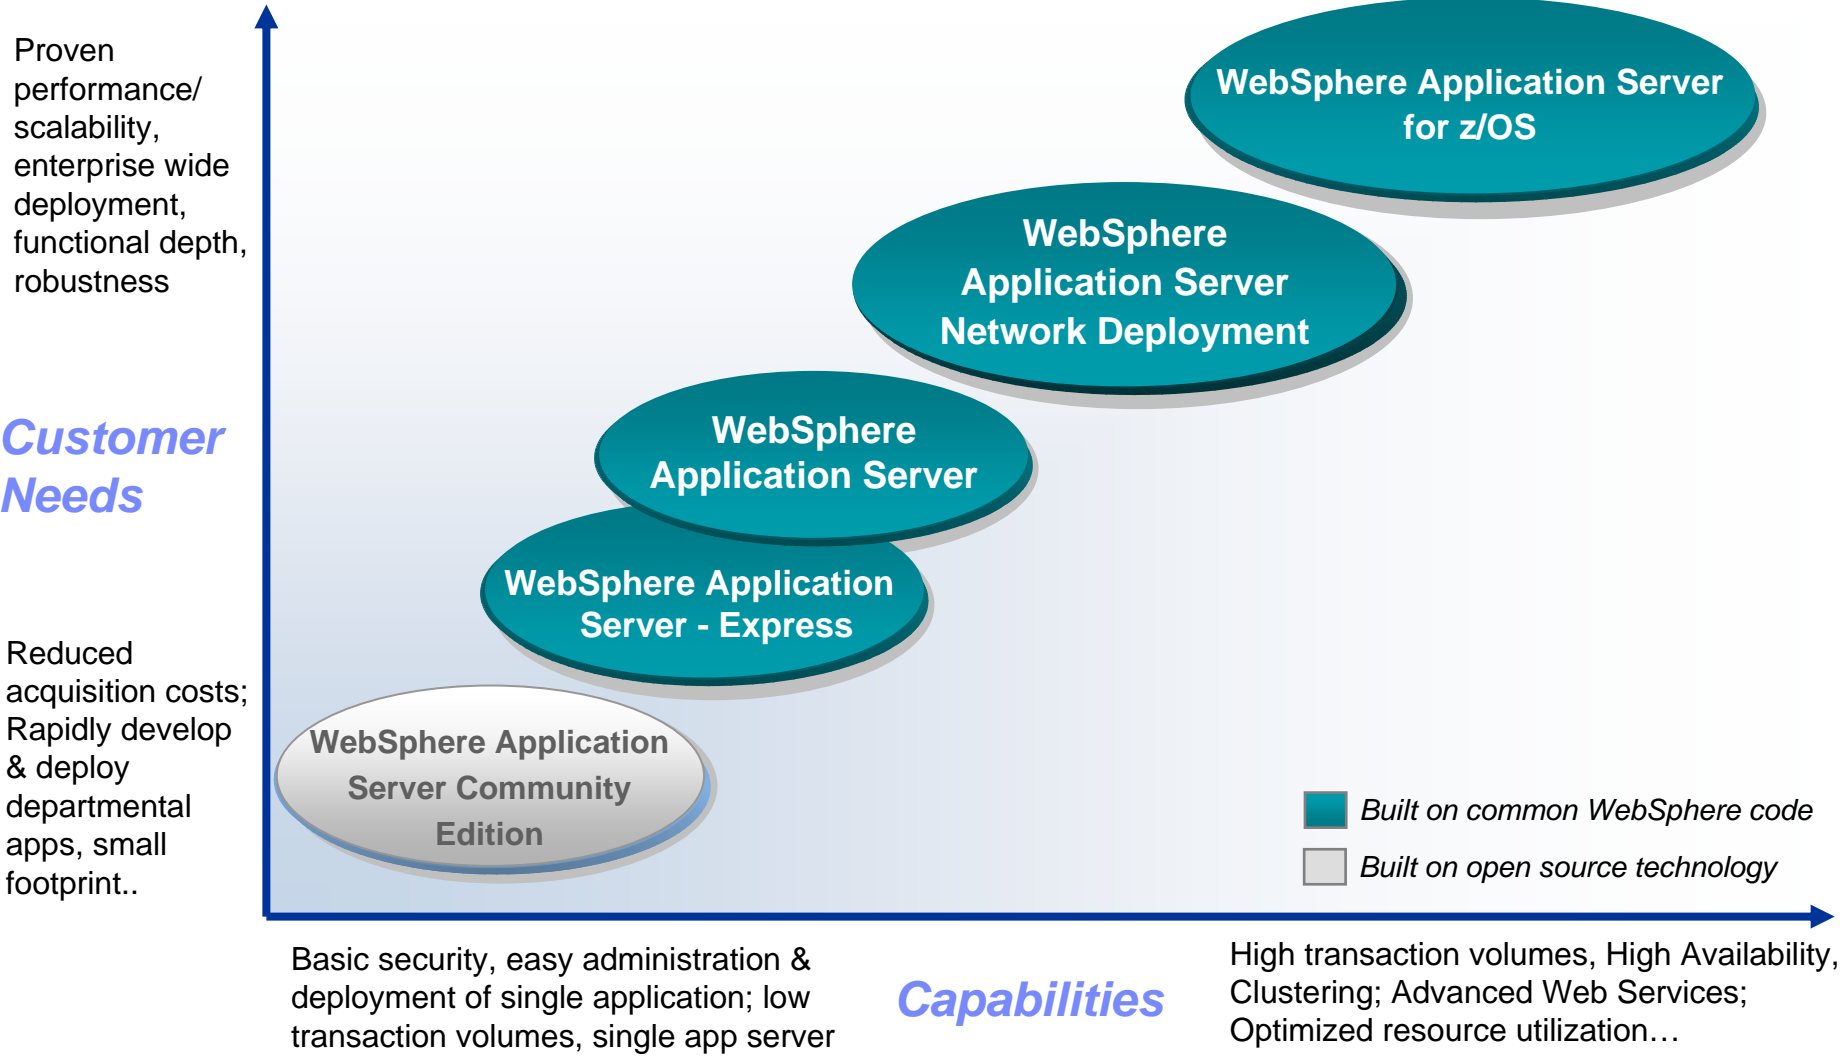 Proven
performance/
scalability,
enterprise wide
deployment,
functional depth,
robustness
Customer
Needs
Reduced
acquisition costs;
Rapidly develop
& deploy
departmental
apps, small
footprint..
WebSphere Application Server
for z/OS
WebSphere
Application Server
Network Deployment
WebSphere
Application Server
WebSphere Application
Server - Express
WebSphere Application
Server Community
Edition
Built on common WebSphere code
Built on open source technology
Basic security, easy administration &
deployment of single application; low
transaction volumes, single app server
Capabilities
High transaction volumes, High Availability,
Clustering; Advanced Web Services;
Optimized resource utilization…